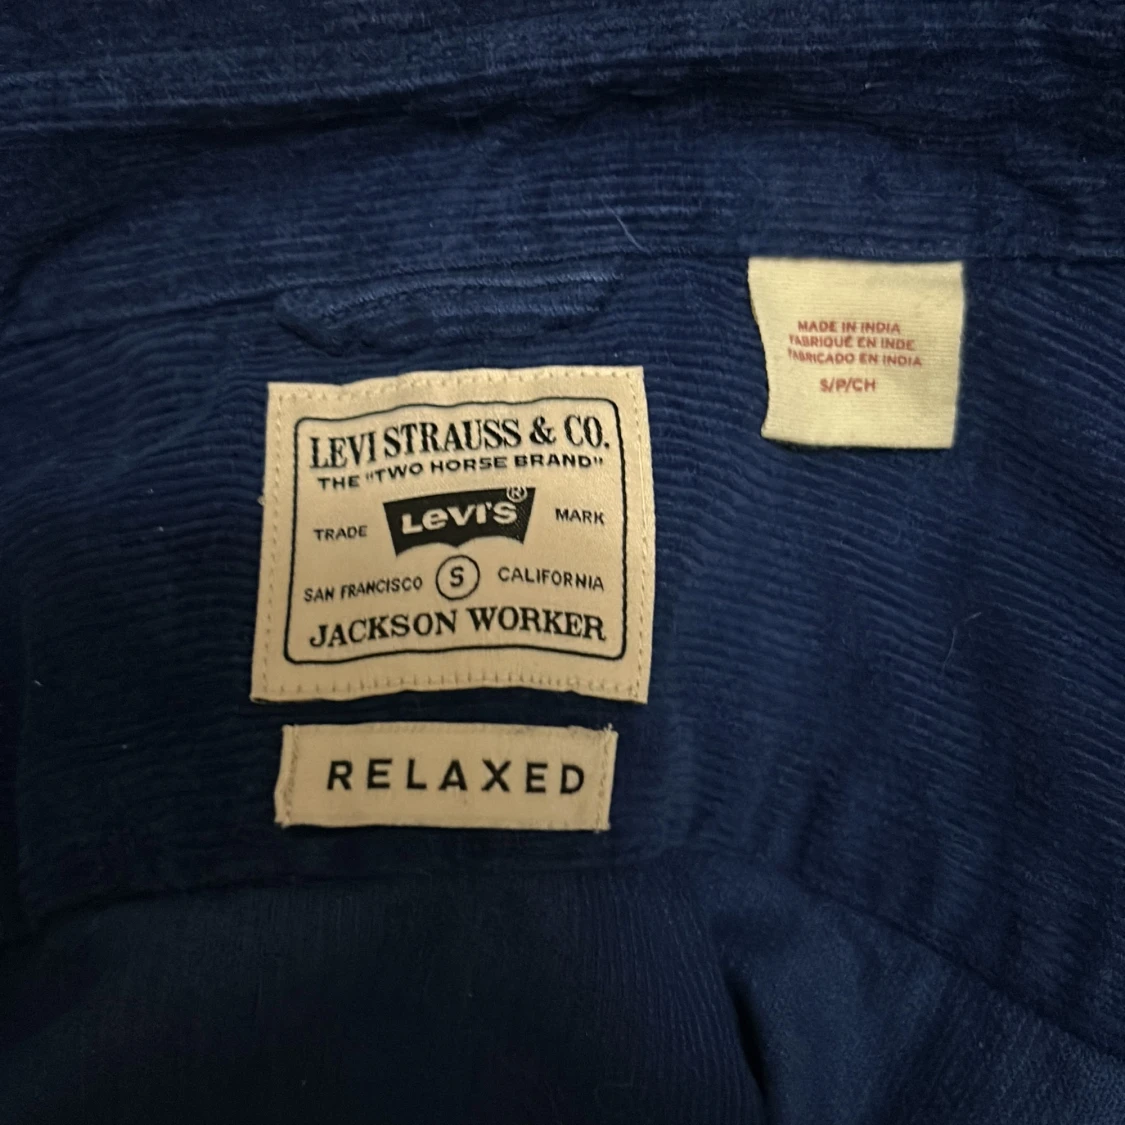 LEVI STRAUSS & CO.
THE "TWO HORSE BRAND"
TRADE LEVI'S® MARK
SAN FRANCISCO S CALIFORNIA
JACKSON WORKER
RELAXED
MADE IN INDIA
FABRIQUÉ EN INDE
FABRICADO EN INDIA
S/P/CH